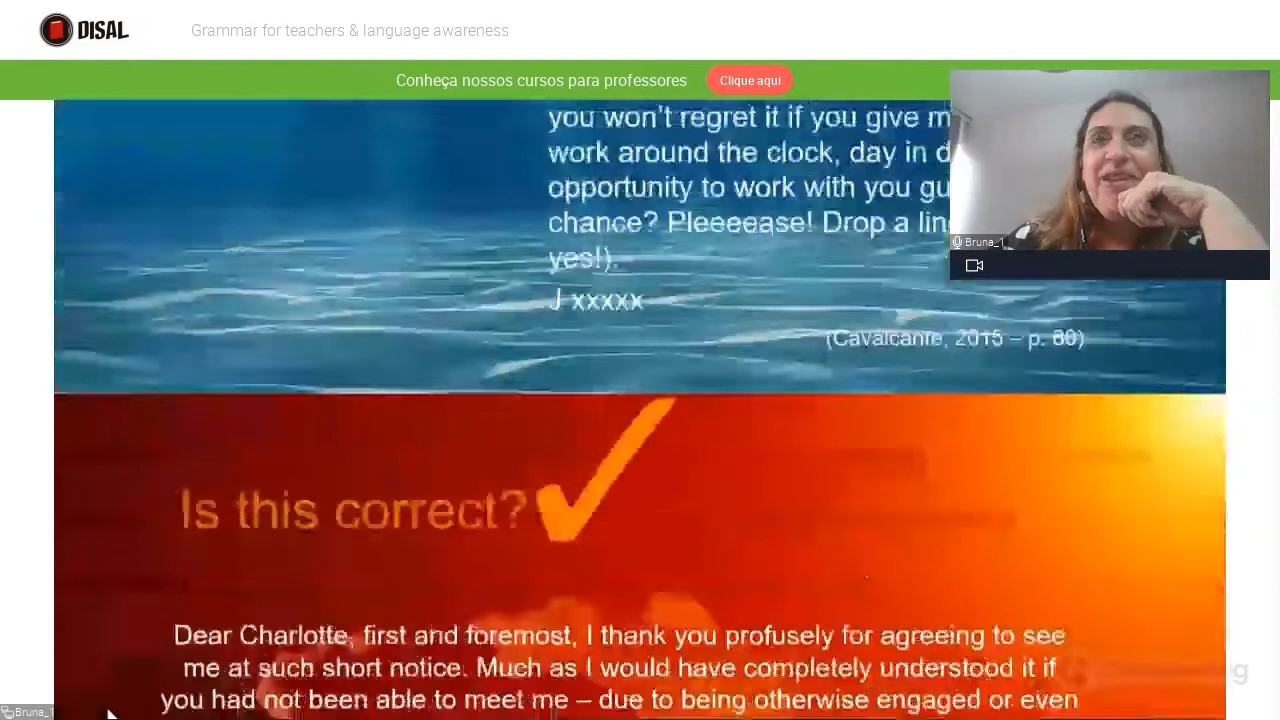 DISAL
Grammar for teachers & language awareness
Conheça nossos cursos para professores
Clique aqui
you won't regret it if you give m
work around the clock, day in d
opportunity to work with you gu
chance? Pleeeease! Drop a lin
yes!).
J xxxxx
(Cavalcante, 2015 – p. 80)
Bruna_1
Is this correct?
Dear Charlotte, first and foremost, I thank you profusely for agreeing to see
me at such short notice. Much as I would have completely understood it if
you had not been able to meet me – due to being otherwise engaged or even
Bruna_1